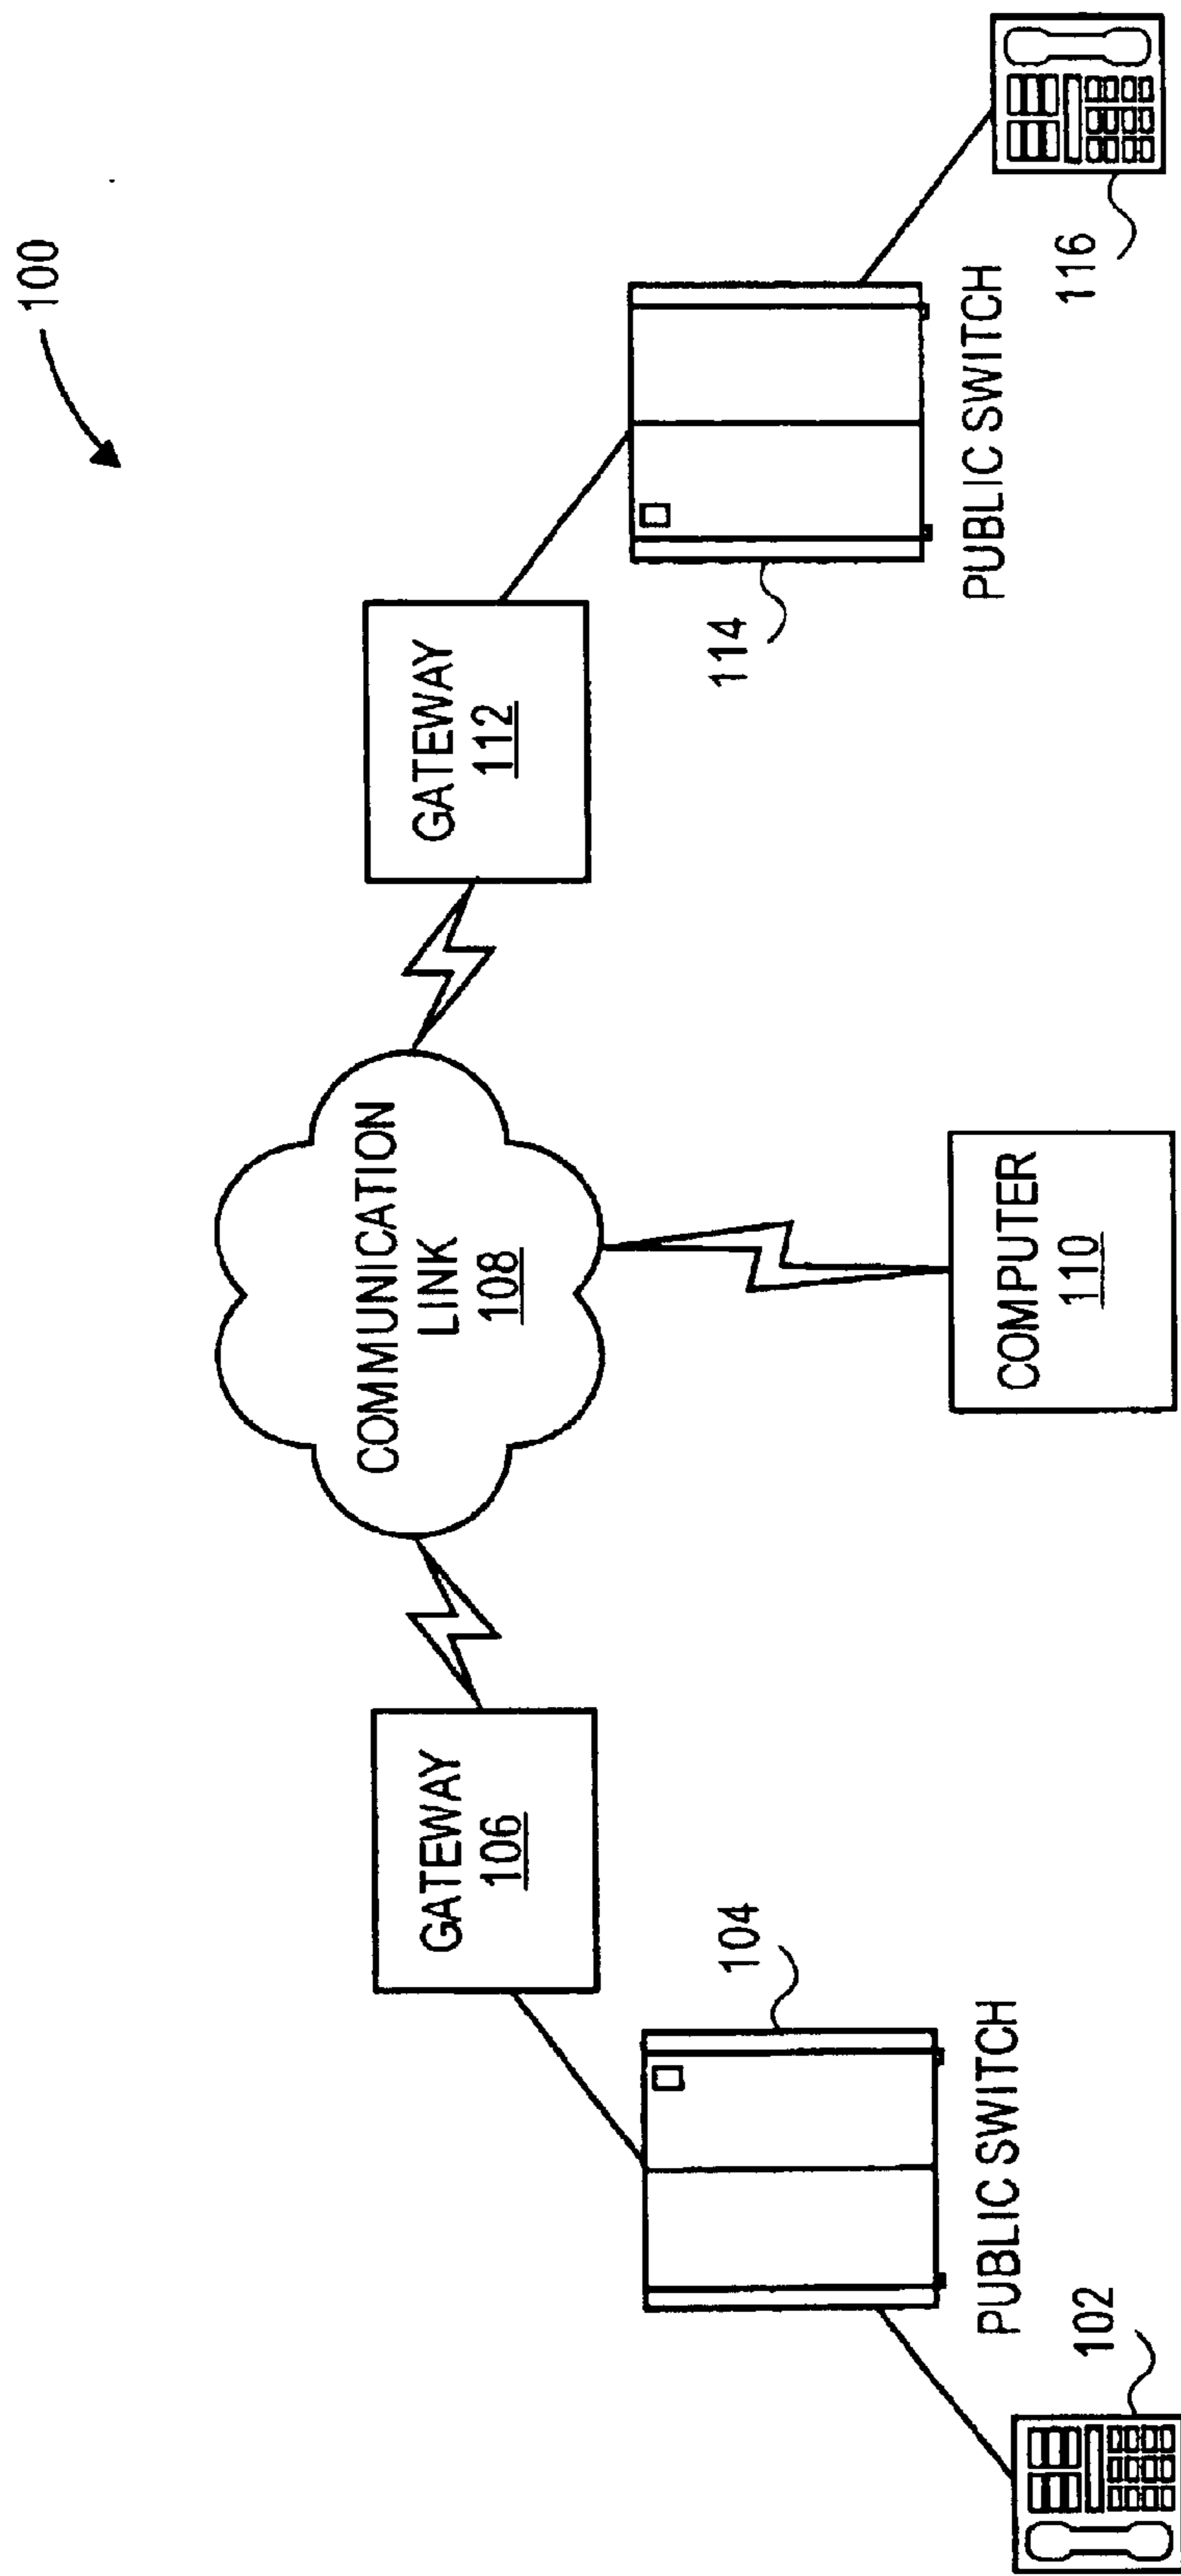 100
COMMUNICATION
LINK
108
GATEWAY
106
GATEWAY
112
104
114
PUBLIC SWITCH
PUBLIC SWITCH
102
COMPUTER
110
116